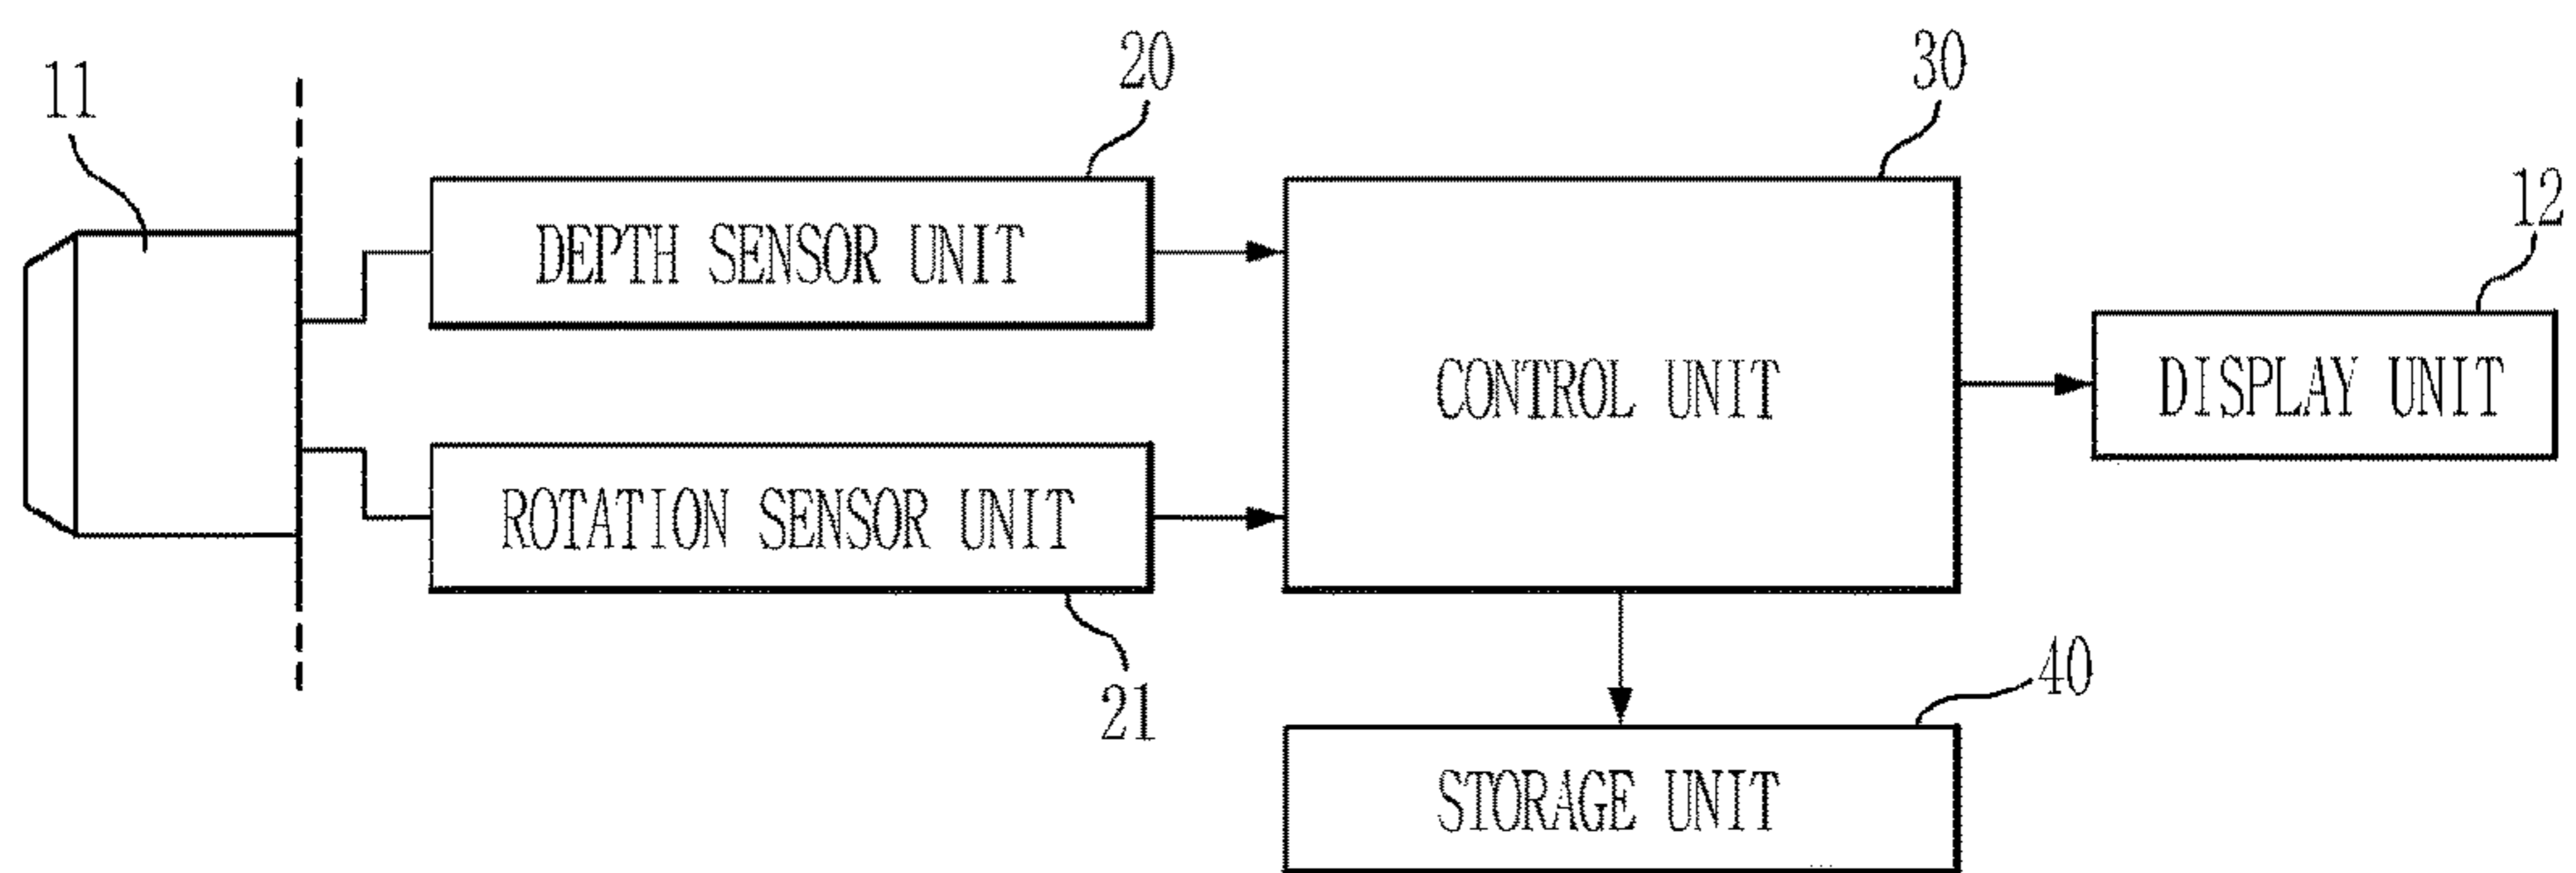 20
30
11
12
DEPTH SENSOR UNIT
CONTROL UNIT
DISPLAY UNIT
ROTATION SENSOR UNIT
21
40
STORAGE UNIT